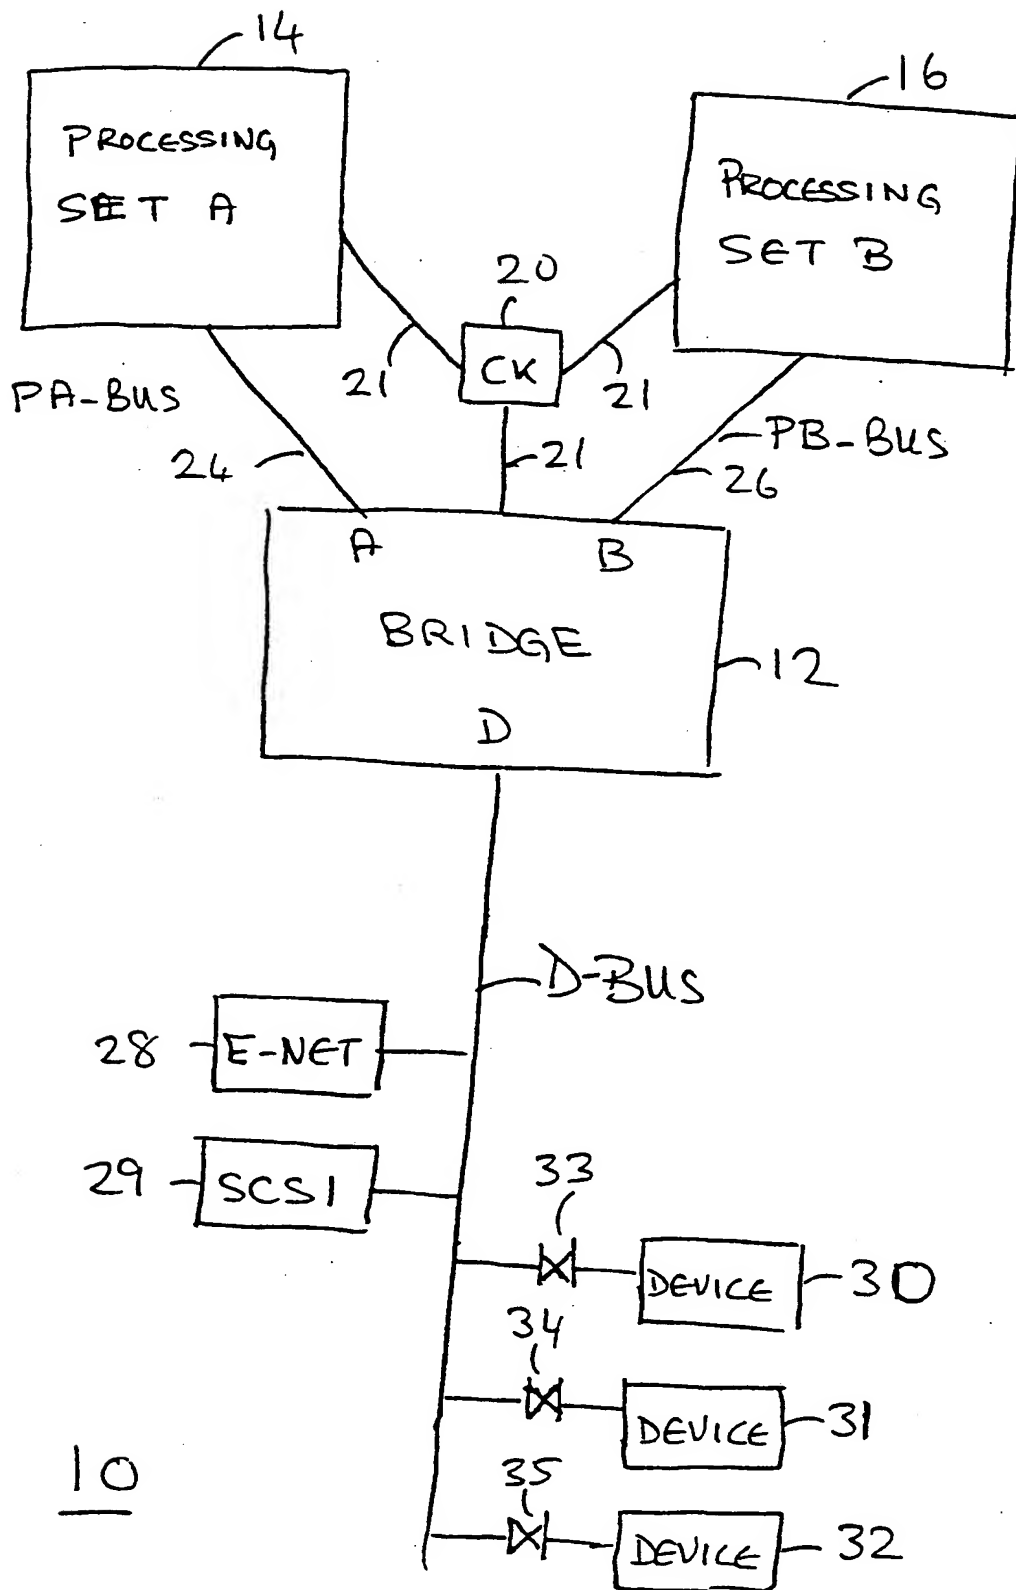 14
16
PROCESSING
SET A
PROCESSING
SET B
20
CK
21
21
PA-BUS
24
21
PB-BUS
26
A
B
BRIDGE
12
D
D-BUS
28
E-NET
29
SCSI
33
DEVICE
30
34
DEVICE
31
10
35
DEVICE
32